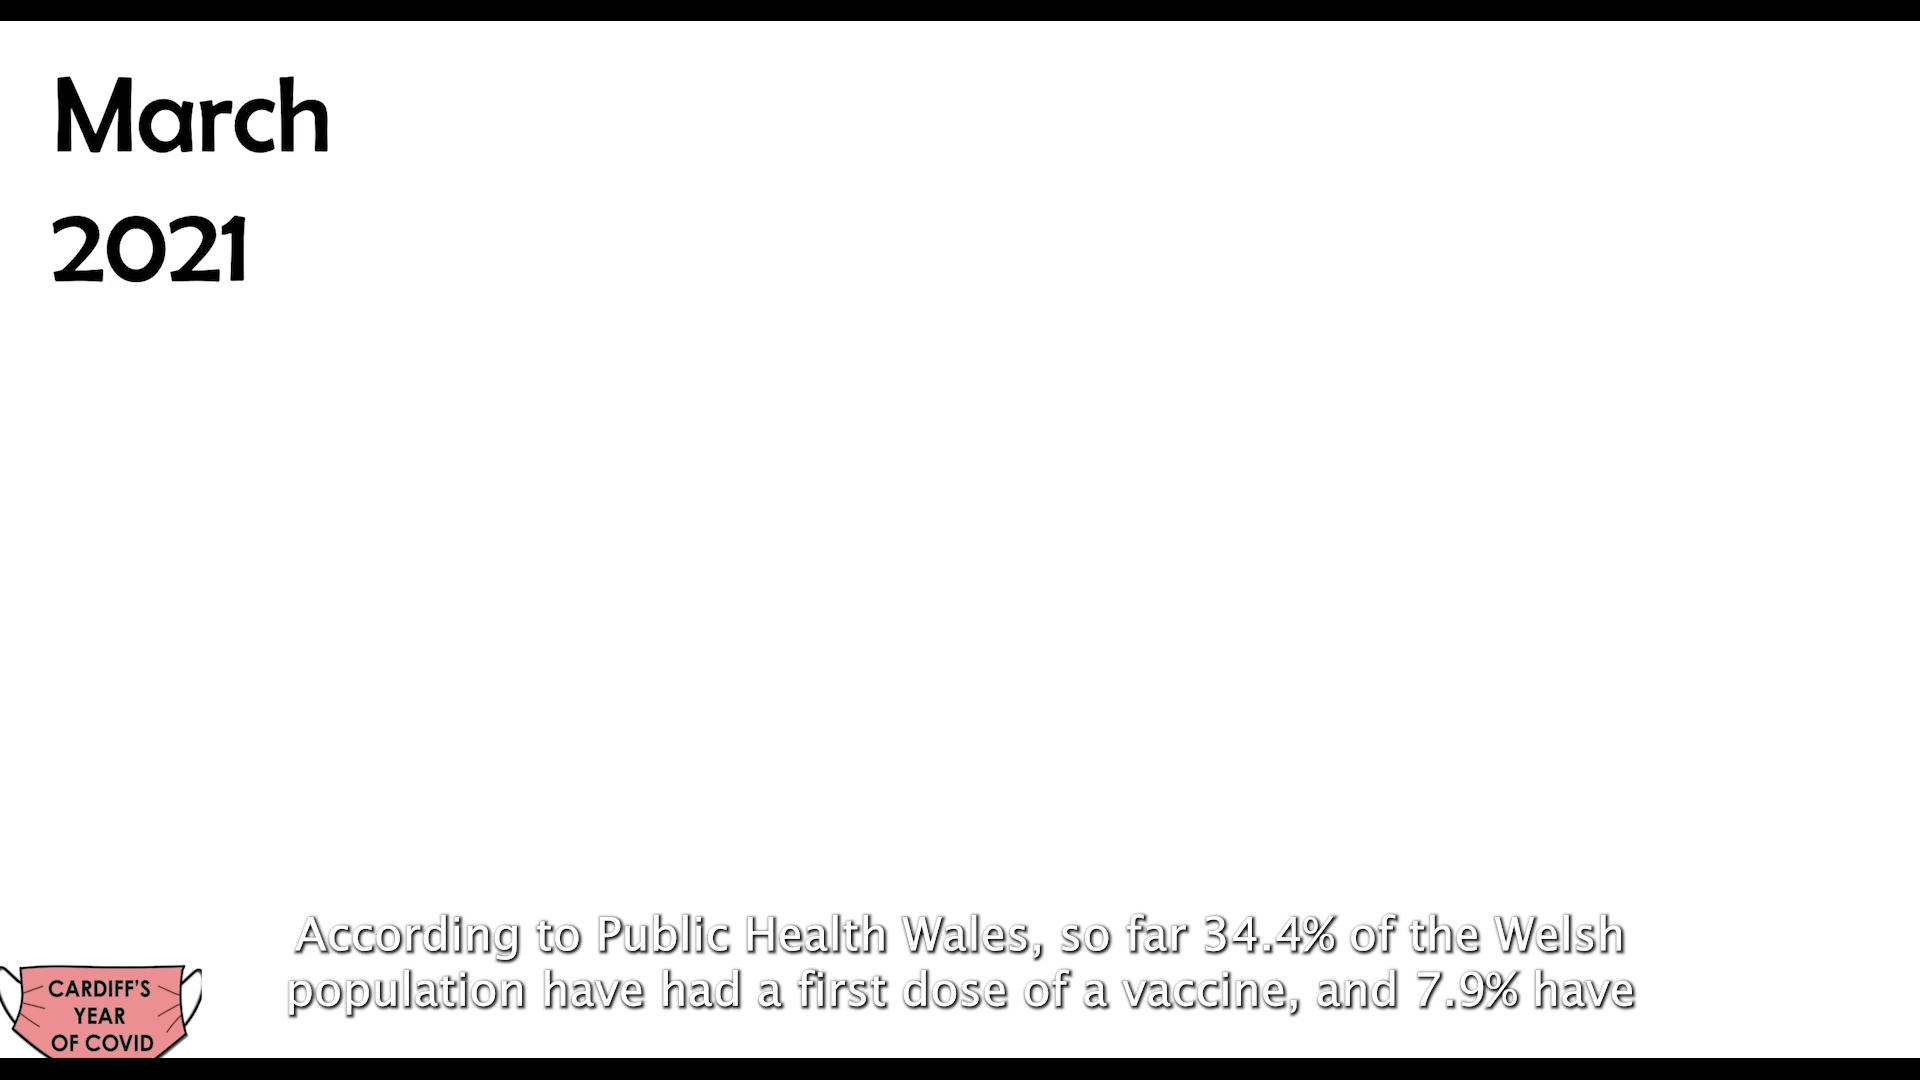 March
2021
According to Public Health Wales, so far 34.4% of the Welsh
population have had a first dose of a vaccine, and 7.9% have
CARDIFF'S
YEAR
OF COVID